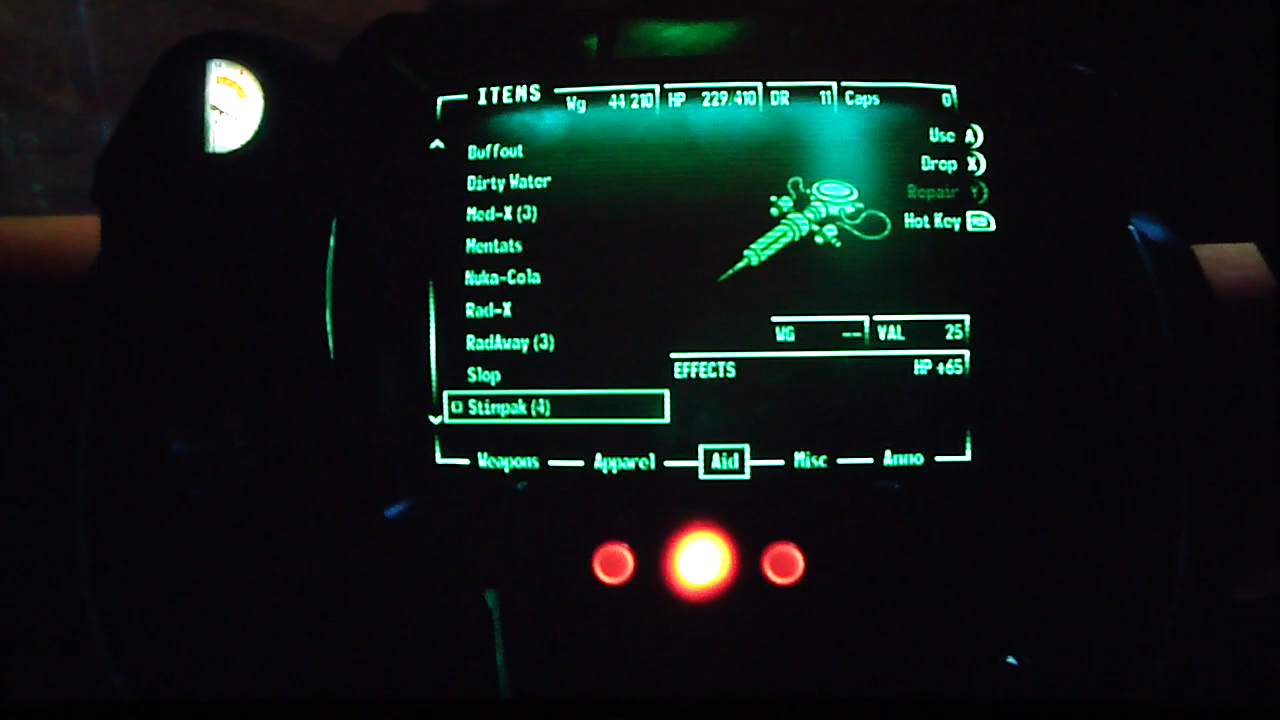 ITEMS Wg 44/210 HP 229/410 DR 11 Caps 0
Buffout
Dirty Water
Med-X (3)
Mentats
Nuka-Cola
Rad-X
RadAway (3)
Slop
Stimpak (4)
Use A)
Drop X)
Repair Y)
Hot Key
WG -- VAL 25
EFFECTS HP +65
Weapons Apparel Aid Misc Ammo